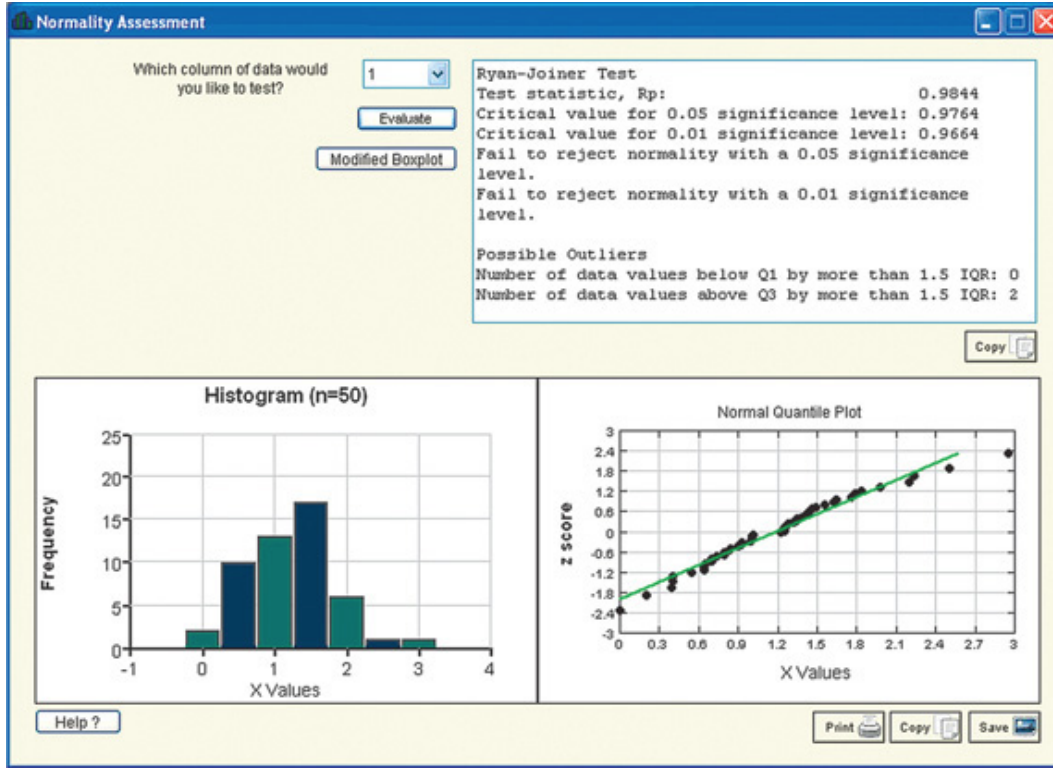 Normality Assessment
Which column of data would
you like to test?
1
Evaluate
Modified Boxplot
Ryan-Joiner Test
Test statistic, Rp: 0.9844
Critical value for 0.05 significance level: 0.9764
Critical value for 0.01 significance level: 0.9664
Fail to reject normality with a 0.05 significance
level.
Fail to reject normality with a 0.01 significance
level.
Possible Outliers
Number of data values below Q1 by more than 1.5 IQR: 0
Number of data values above Q3 by more than 1.5 IQR: 2
Copy
Histogram (n=50)
Frequency
25
20
15
10
5
0
-1 0 1 2 3 4
X Values
Normal Quantile Plot
z score
3
2.4
1.8
1.2
0.6
0
-0.6
-1.2
-1.8
-2.4
-3
0 0.3 0.6 0.9 1.2 1.5 1.8 2.1 2.4 2.7 3
X Values
Help ?
Print
Copy
Save